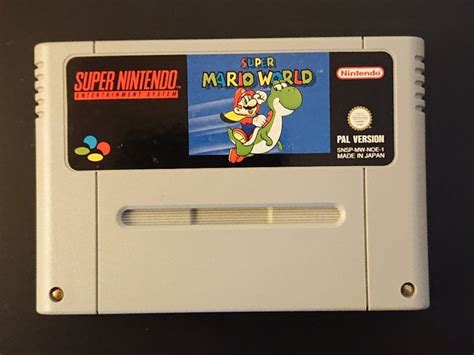 SUPER NINTENDO
ENTERTAINMENT SYSTEM
SUPER
MARIO WORLD
Nintendo
PAL VERSION
SNSP-MW-NOE-1
MADE IN JAPAN